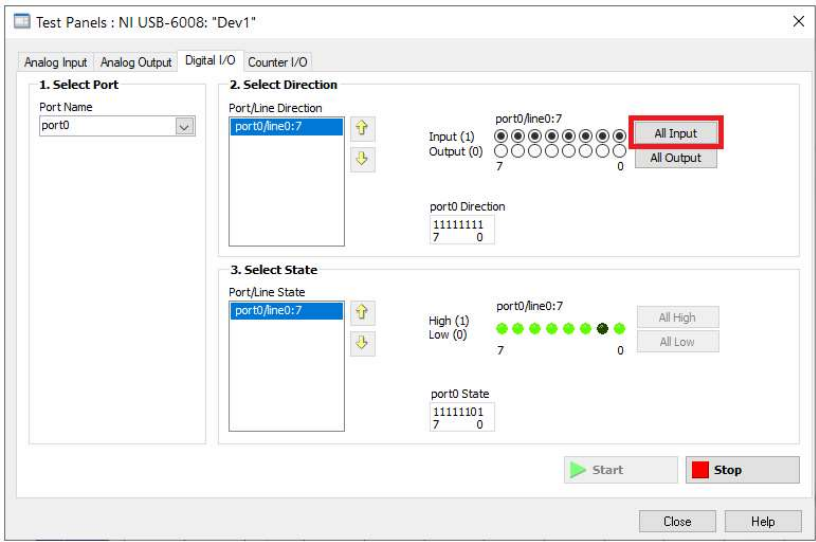 Test Panels : NI USB-6008: "Dev1"
Analog Input Analog Output Digital I/O Counter I/O
1. Select Port
Port Name
port0
2. Select Direction
Port/Line Direction
port0/line0:7
port0/line0:7
Input (1)
Output (0)
7 0
All Input
All Output
port0 Direction
11111111
7 0
3. Select State
Port/Line State
port0/line0:7
port0/line0:7
High (1)
Low (0)
7 0
All High
All Low
port0 State
11111101
7 0
Start
Stop
Close
Help